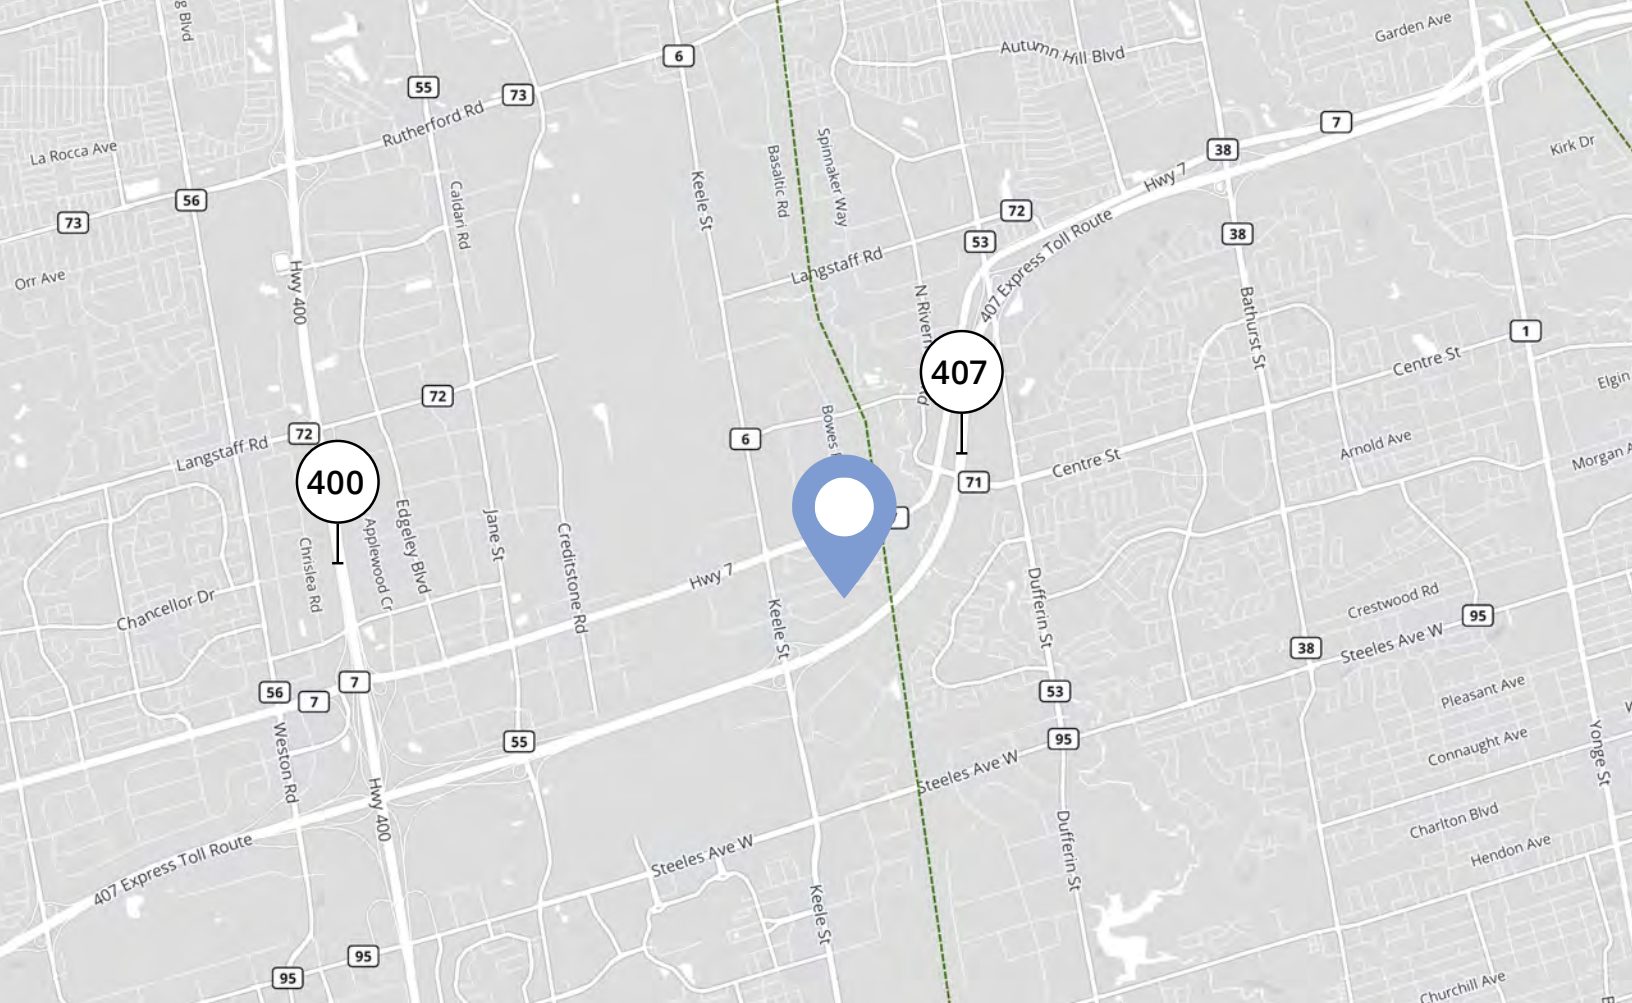 g Blvd
6
Garden Ave
Autumn Hill Blvd
55
73
Rutherford Rd
7
La Rocca Ave
38
Kirk Dr
Spinnaker Way
Basaltic Rd
Hwy 7
Keele St
56
73
Caldari Rd
72
53
38
407 Express Toll Route
Langstaff Rd
Orr Ave
Hwy 400
Bathurst St
1
Centre St
407
Elgin
72
72
6
Bowes
Langstaff Rd
Arnold Ave
Centre St
Morgan A
400
71
Edgeley Blvd
Jane St
Applewood Cr
Chrislea Rd
Creditstone Rd
Hwy 7
Chancellor Dr
Keele St
Dufferin St
Crestwood Rd
95
Steeles Ave W
38
7
56
7
53
Pleasant Ave
55
95
Connaught Ave
Weston Rd
Yonge St
Steeles Ave W
Hwy 400
Charlton Blvd
Dufferin St
Hendon Ave
Steeles Ave W
407 Express Toll Route
Keele St
95
95
Churchill Ave